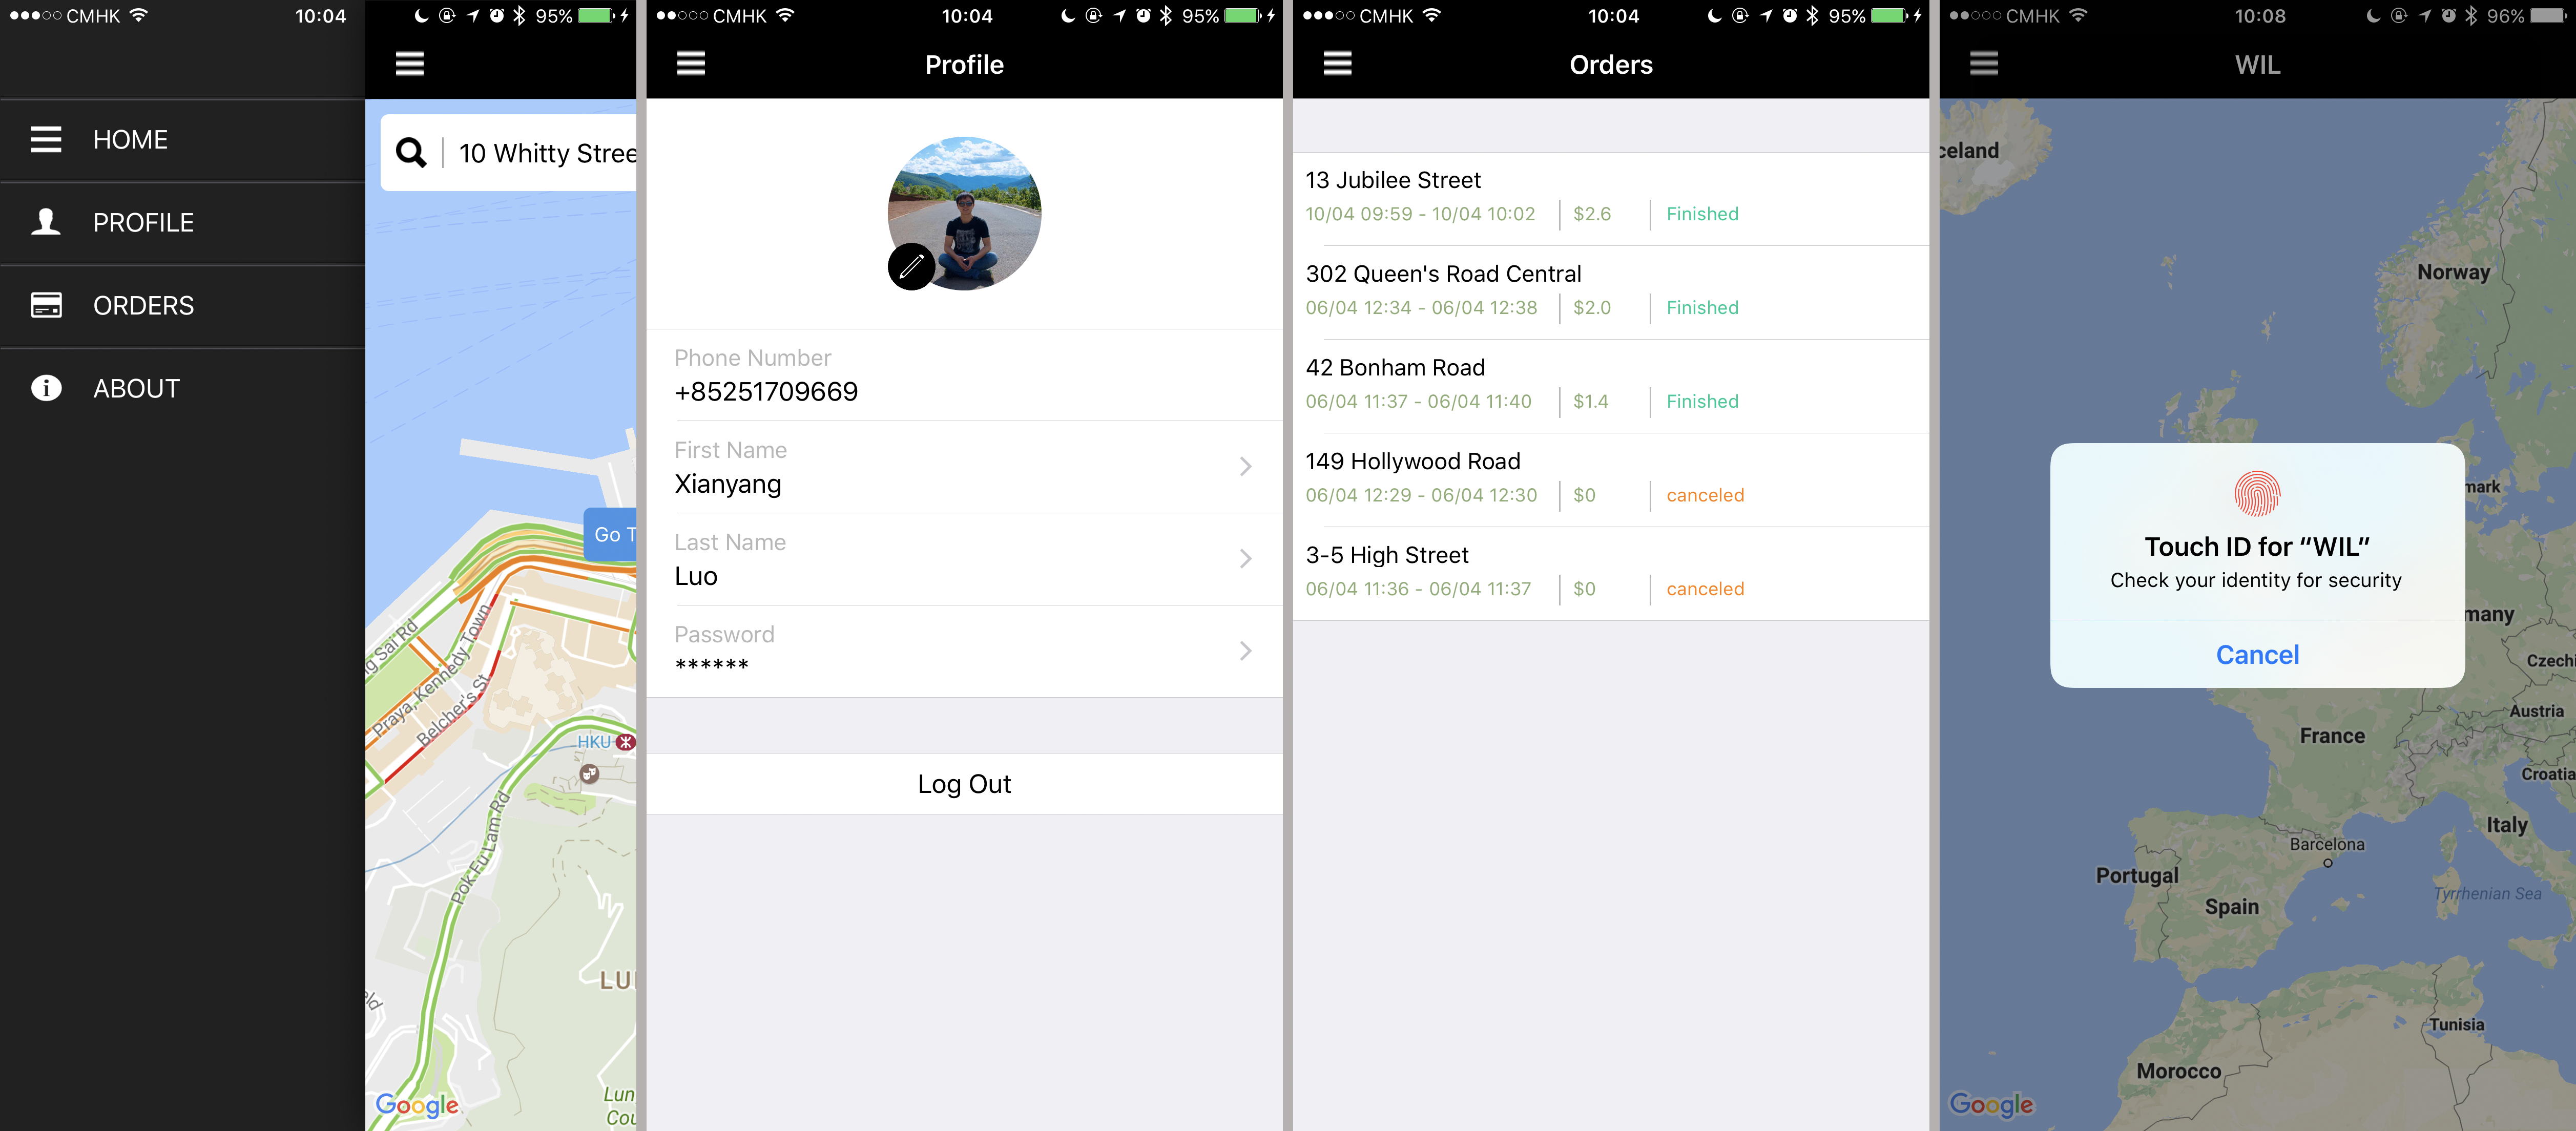 CMHK 10:04
95%
HOME
PROFILE
ORDERS
ABOUT
10 Whitty Stree
Go T
g Sai Rd
Praya, Kennedy Town
Belcher's St
HKU
Pok Fu Lam Rd
LU
Lun
Cou
Google
CMHK 10:04 95%
Profile
Phone Number
+85251709669
First Name
Xianyang
Last Name
Luo
Password
******
Log Out
CMHK 10:04 95%
Orders
13 Jubilee Street
10/04 09:59 - 10/04 10:02 $2.6 Finished
302 Queen's Road Central
06/04 12:34 - 06/04 12:38 $2.0 Finished
42 Bonham Road
06/04 11:37 - 06/04 11:40 $1.4 Finished
149 Hollywood Road
06/04 12:29 - 06/04 12:30 $0 canceled
3-5 High Street
06/04 11:36 - 06/04 11:37 $0 canceled
CMHK 10:08 96%
WIL
celand
Norway
mark
Touch ID for “WIL”
Check your identity for security
Cancel
many
Czechi
Austria
France
Croatia
Italy
Barcelona
Portugal
Spain
Tyrrhenian Sea
Tunisia
Morocco
Google